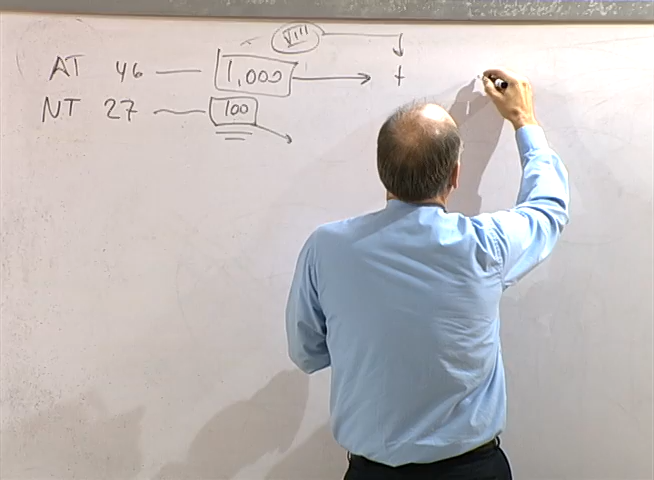 VIII
AT 46 — 1,000 → t
NT 27 — 100